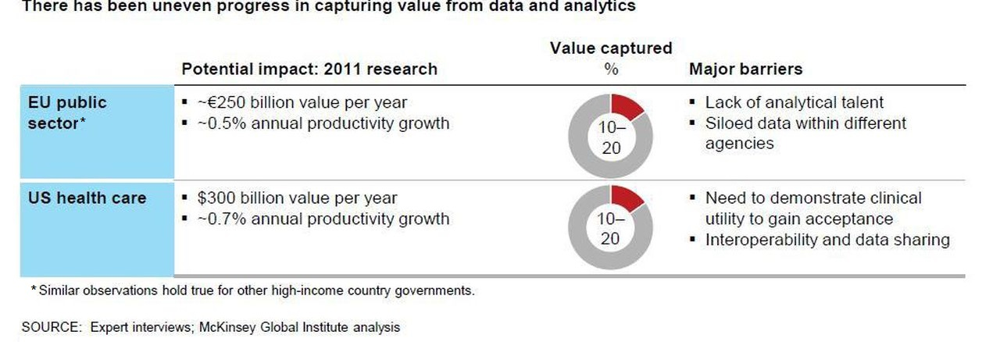 There has been uneven progress in capturing value from data and analytics
Potential impact: 2011 research
Value captured
%
Major barriers
EU public
sector*
▪ ~€250 billion value per year
▪ ~0.5% annual productivity growth
10–
20
▪ Lack of analytical talent
▪ Siloed data within different
agencies
US health care
▪ $300 billion value per year
▪ ~0.7% annual productivity growth
10–
20
▪ Need to demonstrate clinical
utility to gain acceptance
▪ Interoperability and data sharing
* Similar observations hold true for other high-income country governments.
SOURCE: Expert interviews; McKinsey Global Institute analysis